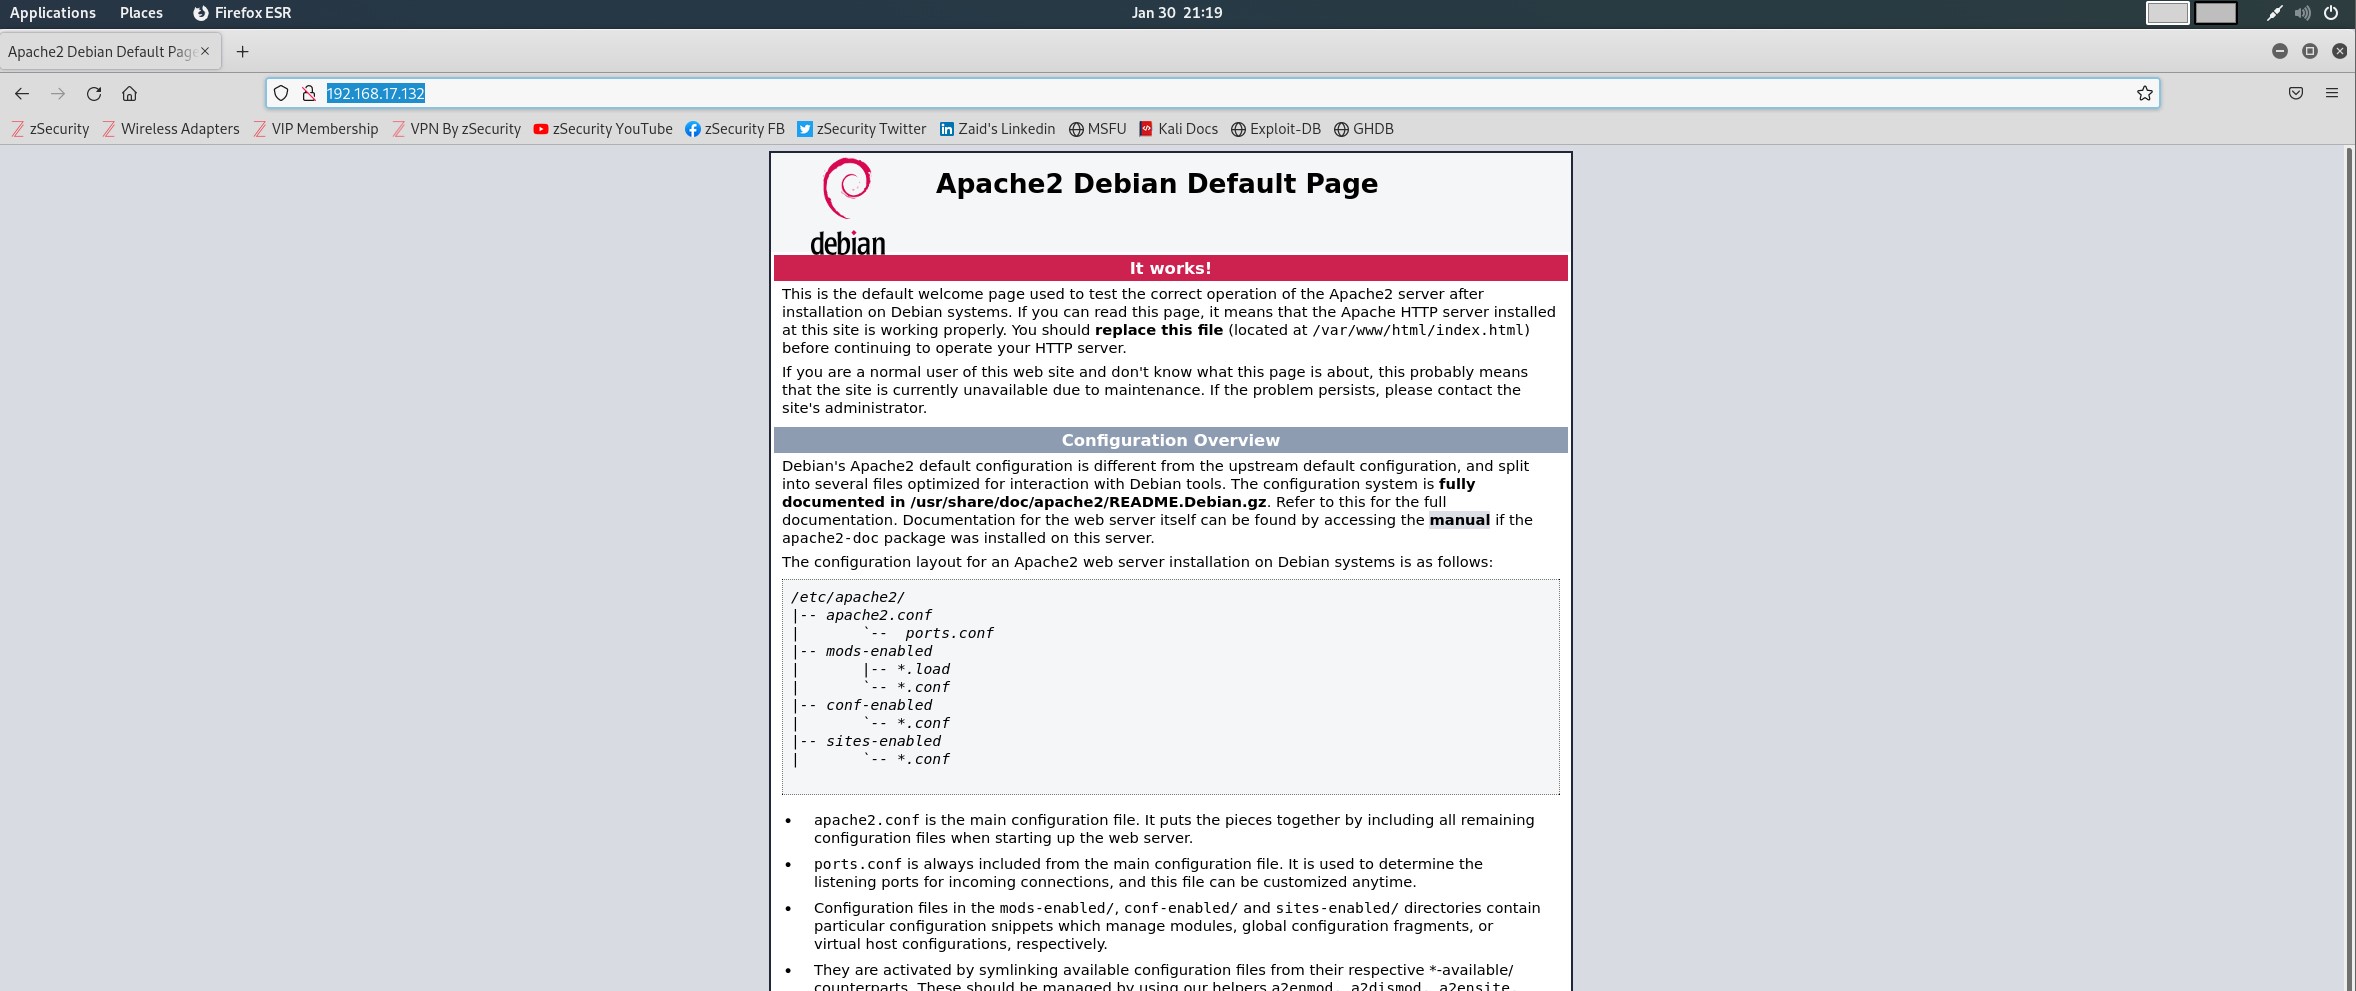 Applications Places Firefox ESR Jan 30 21:19
Apache2 Debian Default Page
192.168.17.132
zSecurity Wireless Adapters VIP Membership VPN By zSecurity zSecurity YouTube zSecurity FB zSecurity Twitter Zaid's Linkedin MSFU Kali Docs Exploit-DB GHDB
debian
Apache2 Debian Default Page
It works!
This is the default welcome page used to test the correct operation of the Apache2 server after
installation on Debian systems. If you can read this page, it means that the Apache HTTP server installed
at this site is working properly. You should replace this file (located at /var/www/html/index.html)
before continuing to operate your HTTP server.
If you are a normal user of this web site and don't know what this page is about, this probably means
that the site is currently unavailable due to maintenance. If the problem persists, please contact the
site's administrator.
Configuration Overview
Debian's Apache2 default configuration is different from the upstream default configuration, and split
into several files optimized for interaction with Debian tools. The configuration system is fully
documented in /usr/share/doc/apache2/README.Debian.gz. Refer to this for the full
documentation. Documentation for the web server itself can be found by accessing the manual if the
apache2-doc package was installed on this server.
The configuration layout for an Apache2 web server installation on Debian systems is as follows:
/etc/apache2/
|-- apache2.conf
|       `--  ports.conf
|-- mods-enabled
|       |-- *.load
|       `-- *.conf
|-- conf-enabled
|       `-- *.conf
|-- sites-enabled
|       `-- *.conf
• apache2.conf is the main configuration file. It puts the pieces together by including all remaining
configuration files when starting up the web server.
• ports.conf is always included from the main configuration file. It is used to determine the
listening ports for incoming connections, and this file can be customized anytime.
• Configuration files in the mods-enabled/, conf-enabled/ and sites-enabled/ directories contain
particular configuration snippets which manage modules, global configuration fragments, or
virtual host configurations, respectively.
• They are activated by symlinking available configuration files from their respective *-available/
counterparts. These should be managed by using our helpers a2enmod, a2dismod, a2ensite,